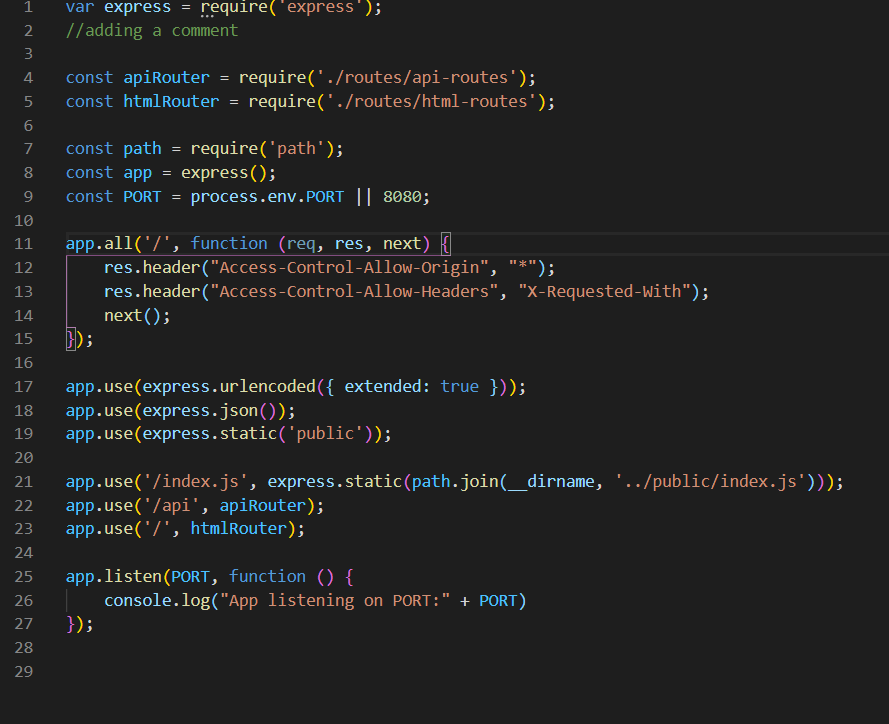 1 var express = require('express');
2 //adding a comment
3
4 const apiRouter = require('./routes/api-routes');
5 const htmlRouter = require('./routes/html-routes');
6
7 const path = require('path');
8 const app = express();
9 const PORT = process.env.PORT || 8080;
10
11 app.all('/', function (req, res, next) {
12     res.header("Access-Control-Allow-Origin", "*");
13     res.header("Access-Control-Allow-Headers", "X-Requested-With");
14     next();
15 });
16
17 app.use(express.urlencoded({ extended: true }));
18 app.use(express.json());
19 app.use(express.static('public'));
20
21 app.use('/index.js', express.static(path.join(__dirname, '../public/index.js')));
22 app.use('/api', apiRouter);
23 app.use('/', htmlRouter);
24
25 app.listen(PORT, function () {
26     console.log("App listening on PORT:" + PORT)
27 });
28
29